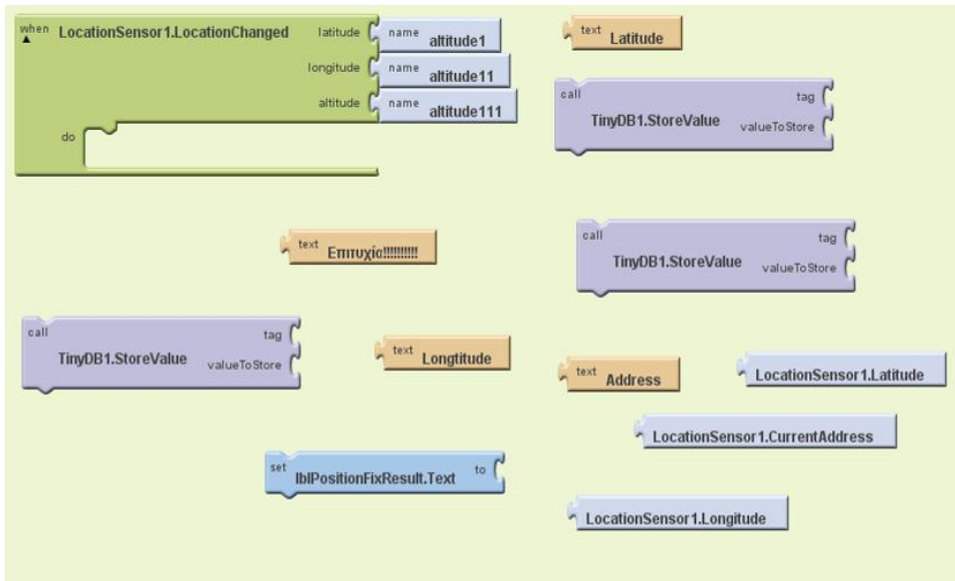 when LocationSensor1.LocationChanged latitude name altitude1
longitude name altitude11
altitude name altitude111
do
text Latitude
call TinyDB1.StoreValue tag
valueToStore
text Επιτυχία!!!!!!!!!!
call TinyDB1.StoreValue tag
valueToStore
call TinyDB1.StoreValue tag
valueToStore
text Longtitude
text Address
LocationSensor1.Latitude
LocationSensor1.CurrentAddress
set lblPositionFixResult.Text to
LocationSensor1.Longitude